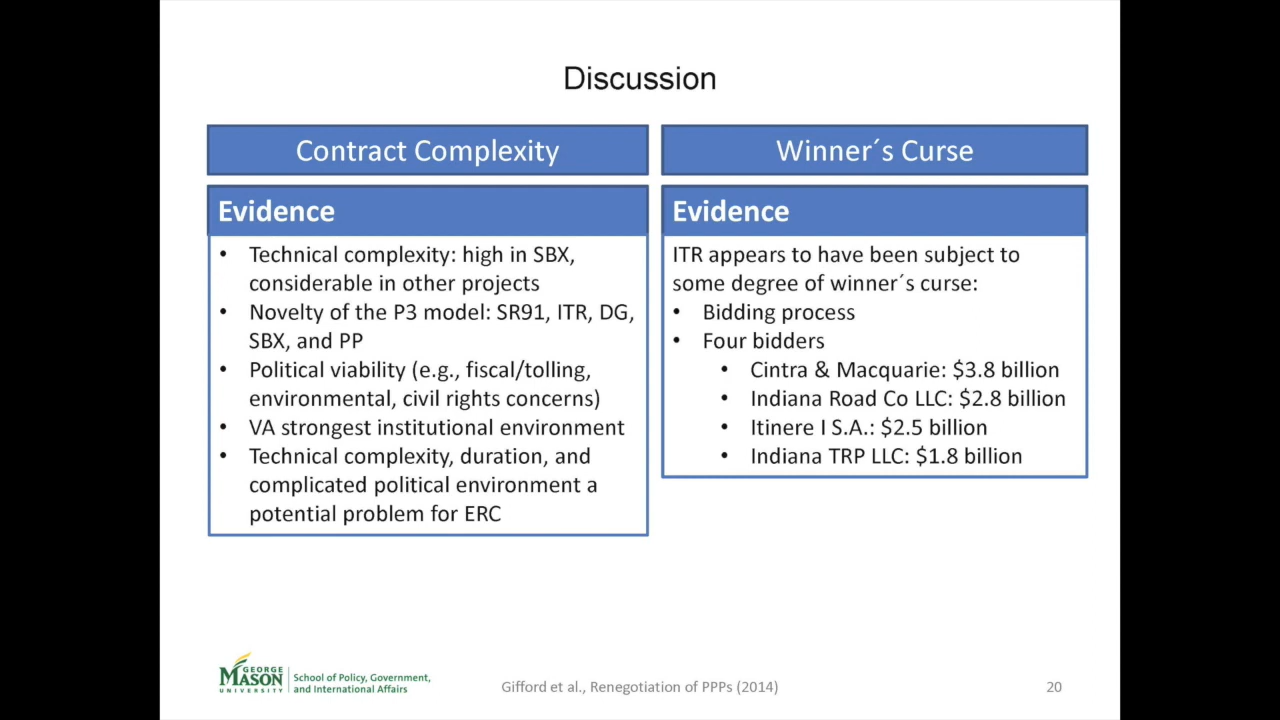 Discussion
Contract Complexity
Evidence
• Technical complexity: high in SBX,
considerable in other projects
• Novelty of the P3 model: SR91, ITR, DG,
SBX, and PP
• Political viability (e.g., fiscal/tolling,
environmental, civil rights concerns)
• VA strongest institutional environment
• Technical complexity, duration, and
complicated political environment a
potential problem for ERC
Winner´s Curse
Evidence
ITR appears to have been subject to
some degree of winner´s curse:
• Bidding process
• Four bidders
• Cintra & Macquarie: $3.8 billion
• Indiana Road Co LLC: $2.8 billion
• Itinere I S.A.: $2.5 billion
• Indiana TRP LLC: $1.8 billion
GEORGE
MASON
UNIVERSITY
School of Policy, Government,
and International Affairs
Gifford et al., Renegotiation of PPPs (2014)
20